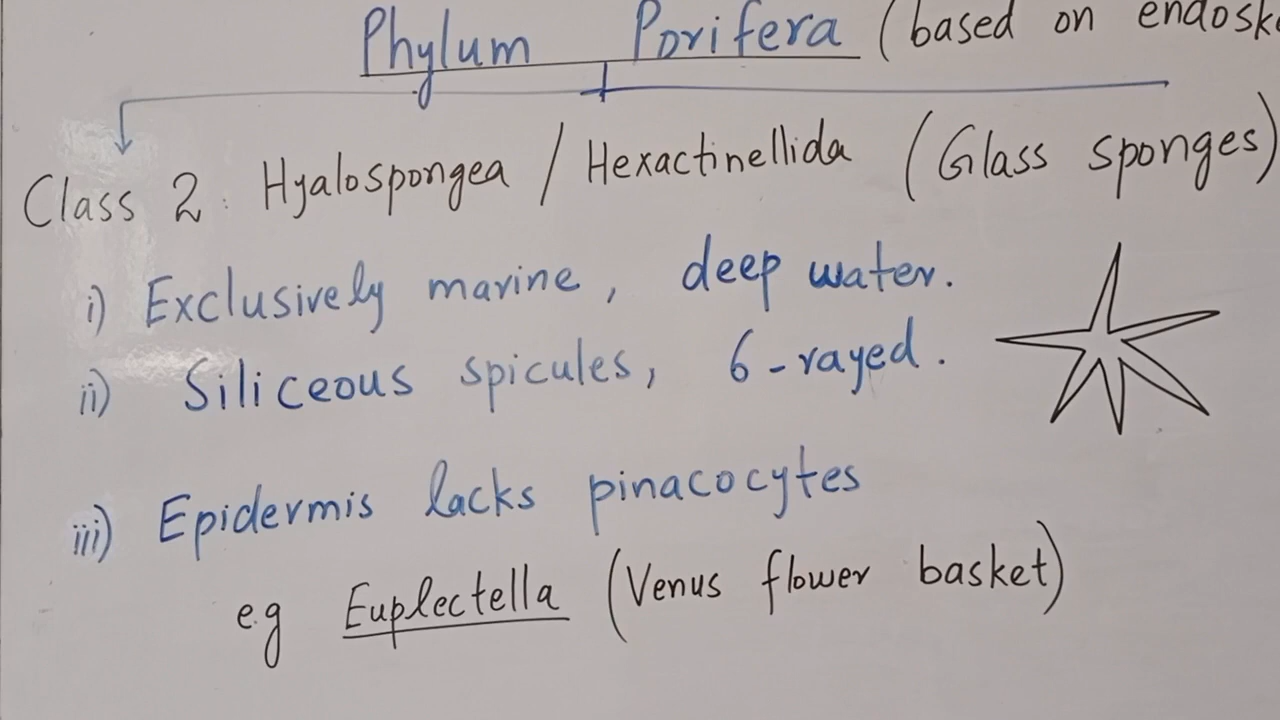 Phylum Porifera (based on
Class 2: Hyalospongea / Hexactinellida (Glass sponges)
i) Exclusively marine, deep water.
ii) Siliceous spicules, 6-rayed.
iii) Epidermis lacks pinacocytes
e.g Euplectella (Venus flower basket)